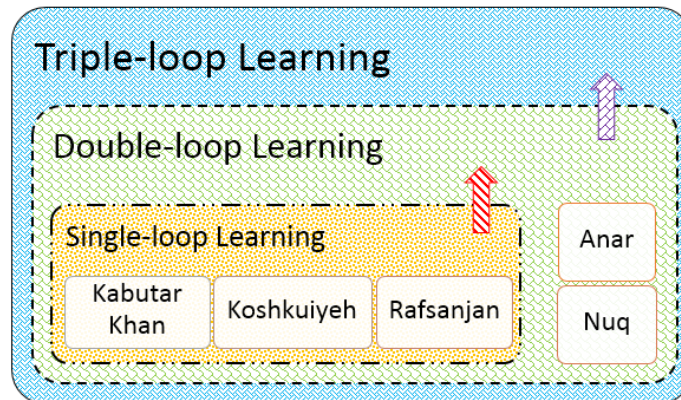 Triple-loop Learning
Double-loop Learning
Single-loop Learning
Kabutar
Khan
Koshkuiyeh
Rafsanjan
Anar
Nuq